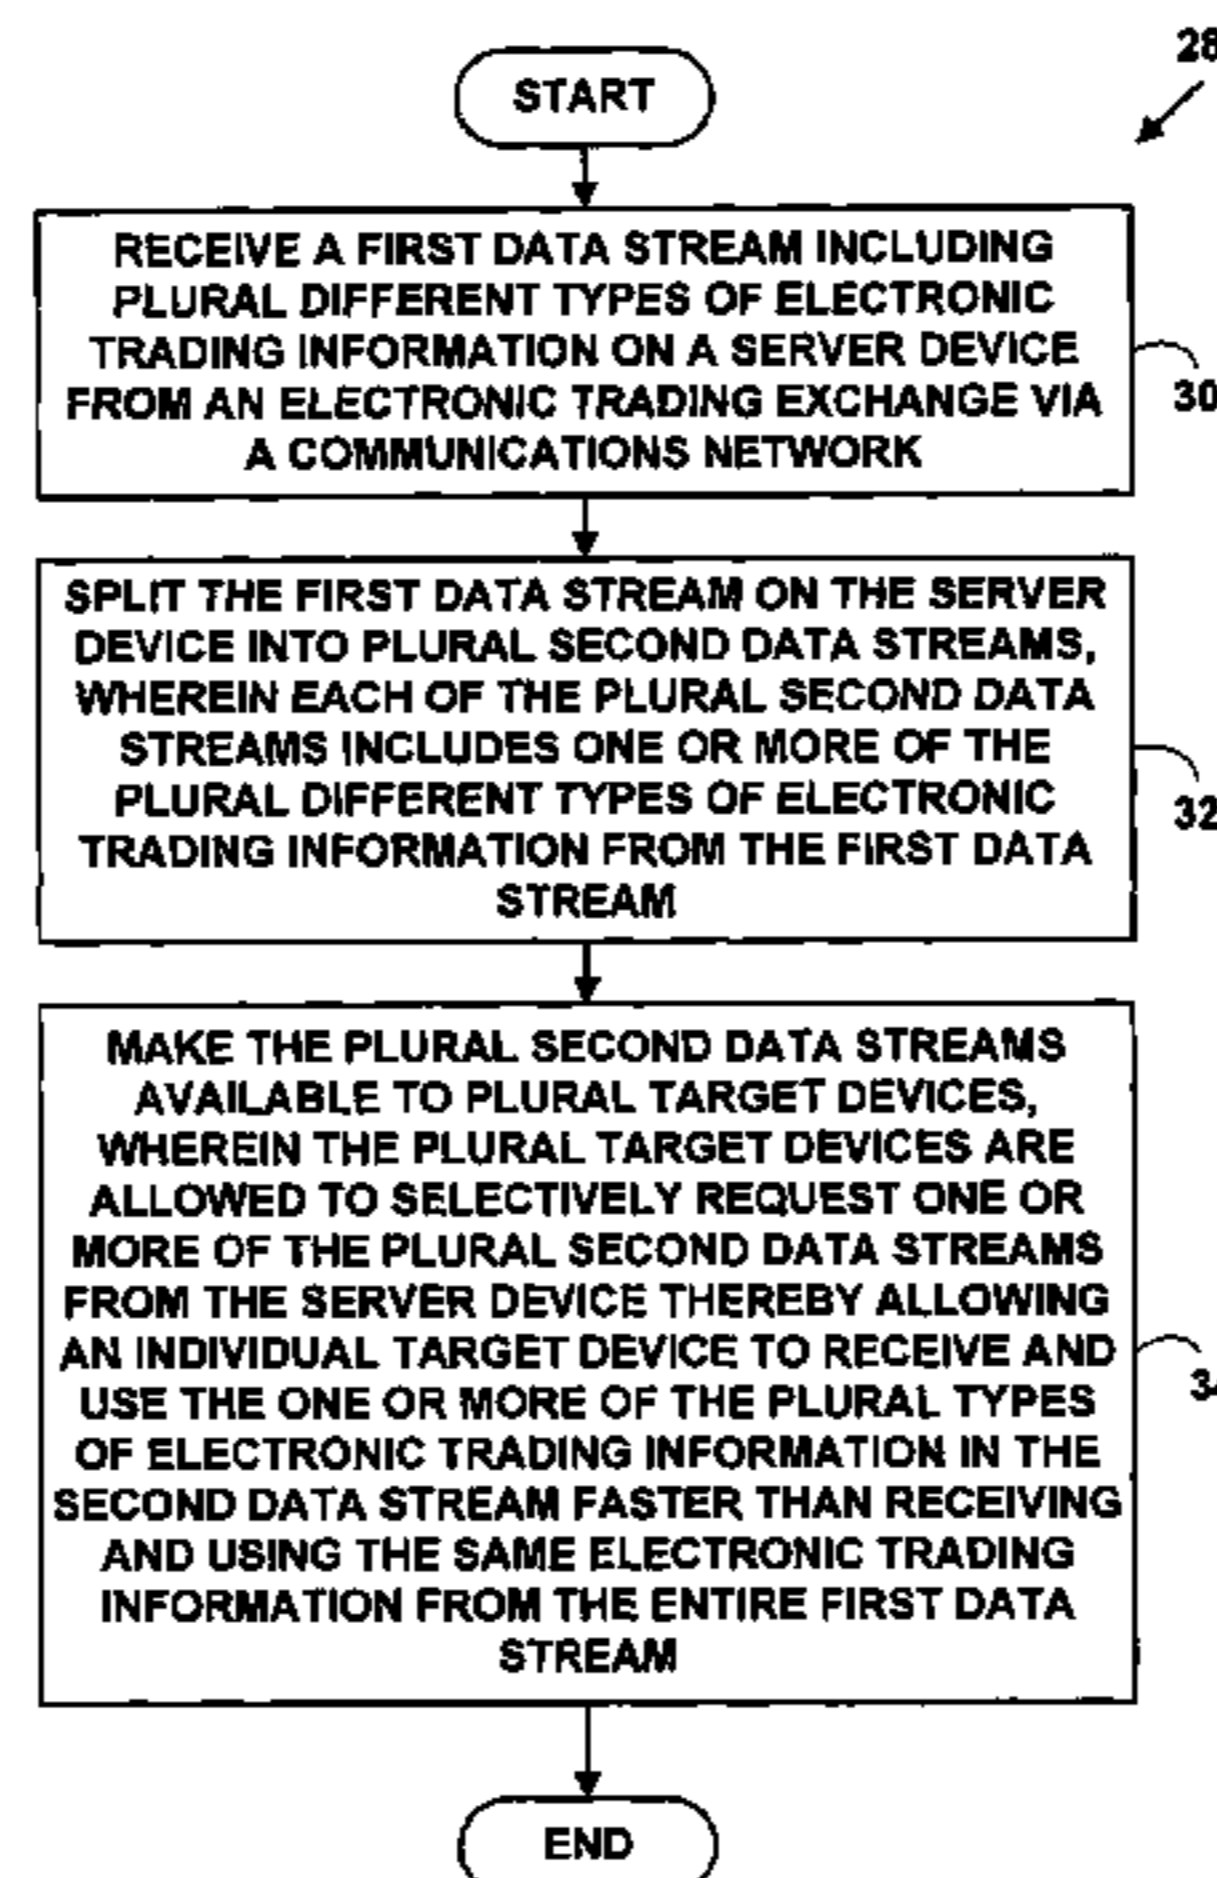 START
28
RECEIVE A FIRST DATA STREAM INCLUDING
PLURAL DIFFERENT TYPES OF ELECTRONIC
TRADING INFORMATION ON A SERVER DEVICE
FROM AN ELECTRONIC TRADING EXCHANGE VIA
A COMMUNICATIONS NETWORK
30
SPLIT THE FIRST DATA STREAM ON THE SERVER
DEVICE INTO PLURAL SECOND DATA STREAMS,
WHEREIN EACH OF THE PLURAL SECOND DATA
STREAMS INCLUDES ONE OR MORE OF THE
PLURAL DIFFERENT TYPES OF ELECTRONIC
TRADING INFORMATION FROM THE FIRST DATA
STREAM
32
MAKE THE PLURAL SECOND DATA STREAMS
AVAILABLE TO PLURAL TARGET DEVICES,
WHEREIN THE PLURAL TARGET DEVICES ARE
ALLOWED TO SELECTIVELY REQUEST ONE OR
MORE OF THE PLURAL SECOND DATA STREAMS
FROM THE SERVER DEVICE THEREBY ALLOWING
AN INDIVIDUAL TARGET DEVICE TO RECEIVE AND
USE THE ONE OR MORE OF THE PLURAL TYPES
OF ELECTRONIC TRADING INFORMATION IN THE
SECOND DATA STREAM FASTER THAN RECEIVING
AND USING THE SAME ELECTRONIC TRADING
INFORMATION FROM THE ENTIRE FIRST DATA
STREAM
34
END